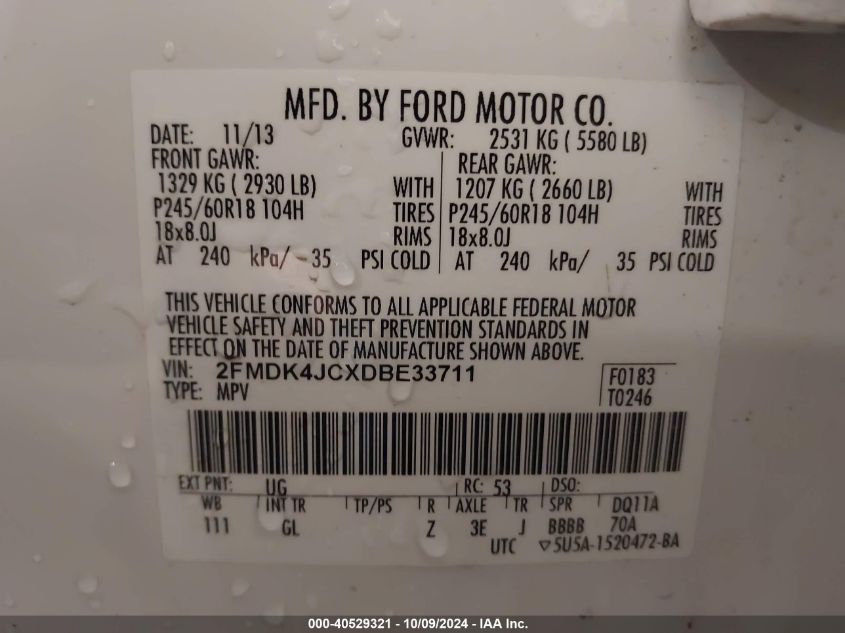 MFD. BY FORD MOTOR CO.
DATE: 11/13 GVWR: 2531 KG ( 5580 LB)
FRONT GAWR: REAR GAWR:
1329 KG ( 2930 LB) WITH 1207 KG ( 2660 LB) WITH
P245/60R18 104H TIRES P245/60R18 104H TIRES
18x8.0J RIMS 18x8.0J RIMS
AT 240 kPa/ 35 PSI COLD AT 240 kPa/ 35 PSI COLD
THIS VEHICLE CONFORMS TO ALL APPLICABLE FEDERAL MOTOR
VEHICLE SAFETY AND THEFT PREVENTION STANDARDS IN
EFFECT ON THE DATE OF MANUFACTURE SHOWN ABOVE.
VIN: 2FMDK4JCXDBE33711 F0183
TYPE: MPV T0246
EXT PNT: UG RC: 53 DSO:
WB INT TR TP/PS R AXLE TR SPR DQ11A
111 GL Z 3E J BBBB 70A
UTC ▽5U5A-1520472-BA
000-40529321 - 10/09/2024 - IAAI Inc.